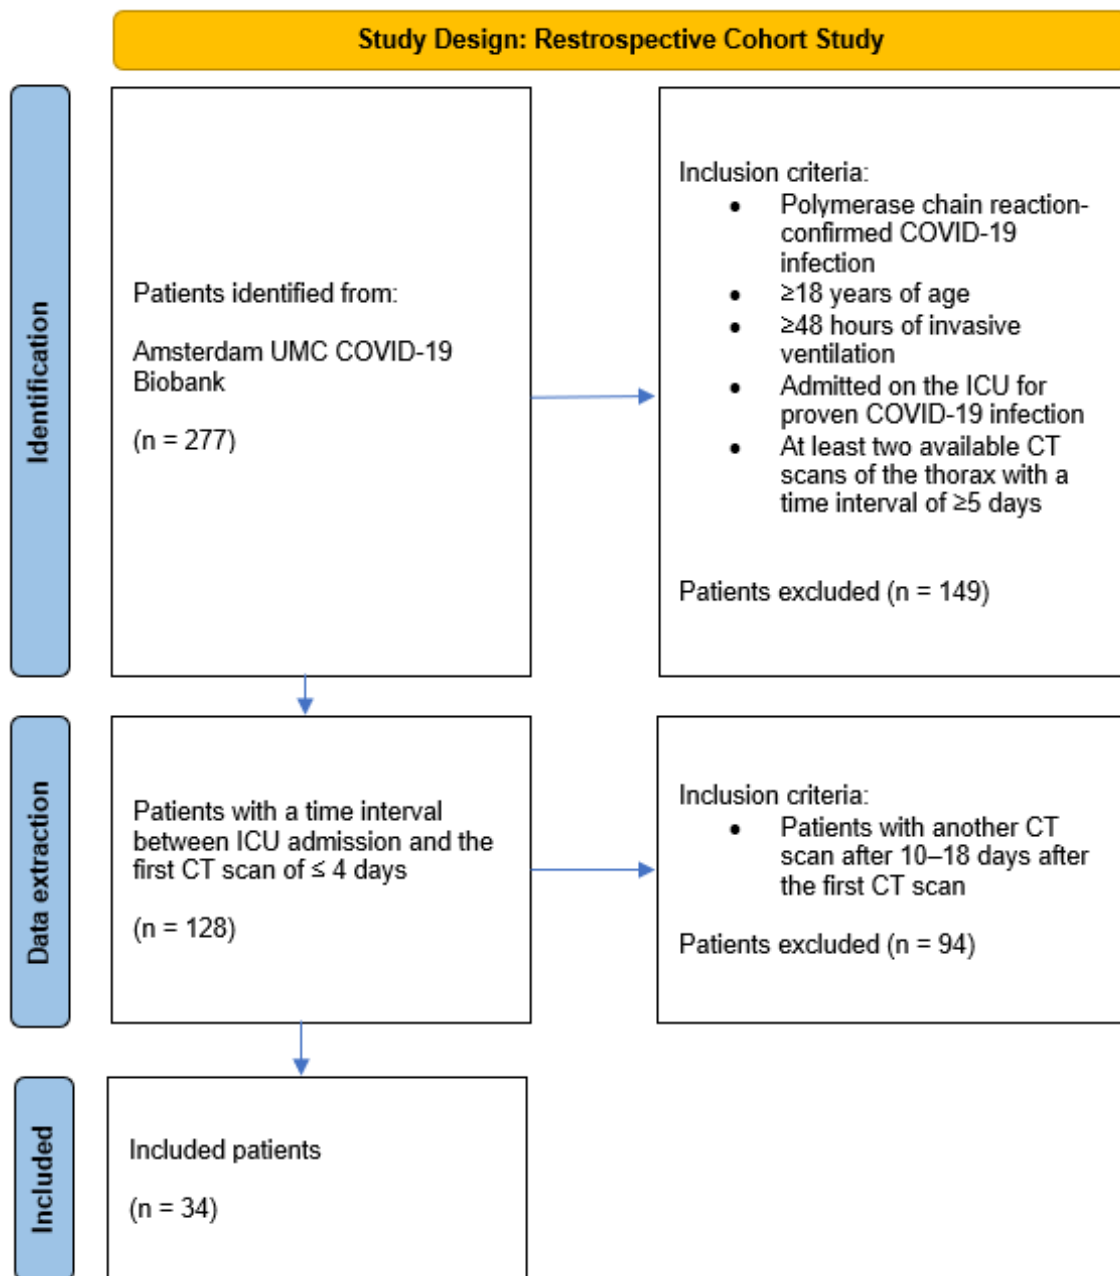 Study Design: Restrospective Cohort Study
Identification
Patients identified from:
Amsterdam UMC COVID-19
Biobank
(n = 277)
Inclusion criteria:
• Polymerase chain reaction-
confirmed COVID-19
infection
• ≥18 years of age
• ≥48 hours of invasive
ventilation
• Admitted on the ICU for
proven COVID-19 infection
• At least two available CT
scans of the thorax with a
time interval of ≥5 days
Patients excluded (n = 149)
Data extraction
Patients with a time interval
between ICU admission and the
first CT scan of ≤ 4 days
(n = 128)
Inclusion criteria:
• Patients with another CT
scan after 10–18 days after
the first CT scan
Patients excluded (n = 94)
Included
Included patients
(n = 34)